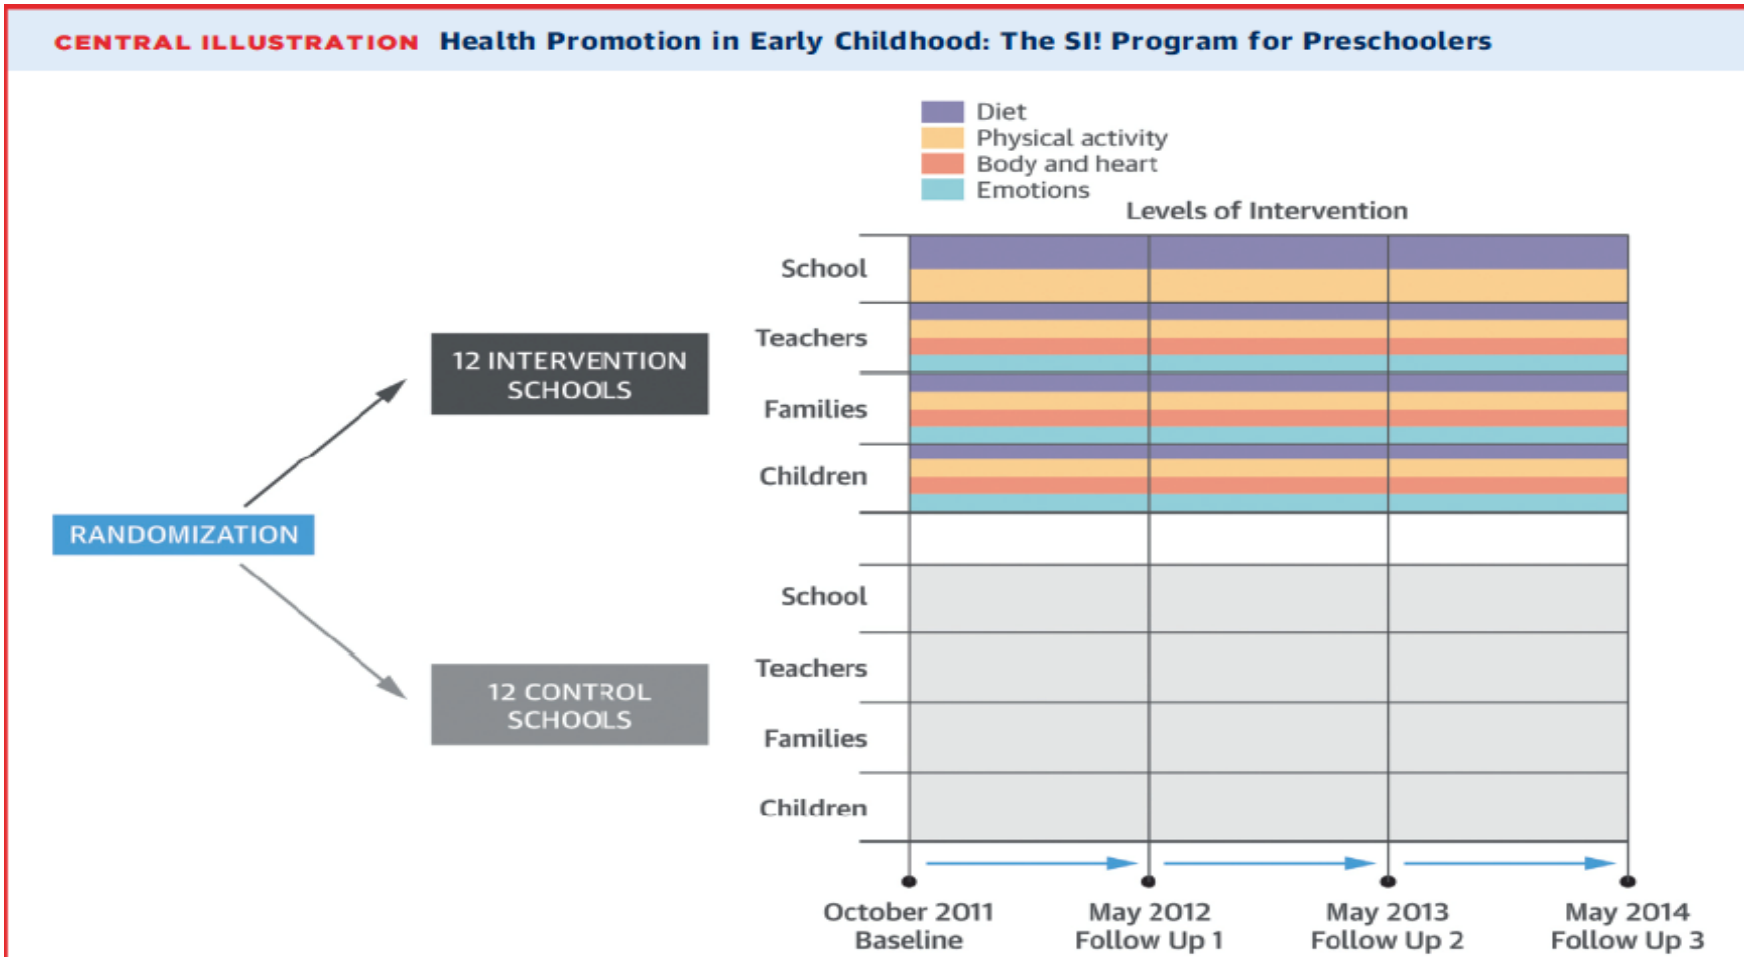 CENTRAL ILLUSTRATION Health Promotion in Early Childhood: The SI! Program for Preschoolers
Diet
Physical activity
Body and heart
Emotions
Levels of Intervention
School
Teachers
Families
Children
12 INTERVENTION
SCHOOLS
RANDOMIZATION
12 CONTROL
SCHOOLS
School
Teachers
Families
Children
October 2011
Baseline
May 2012
Follow Up 1
May 2013
Follow Up 2
May 2014
Follow Up 3